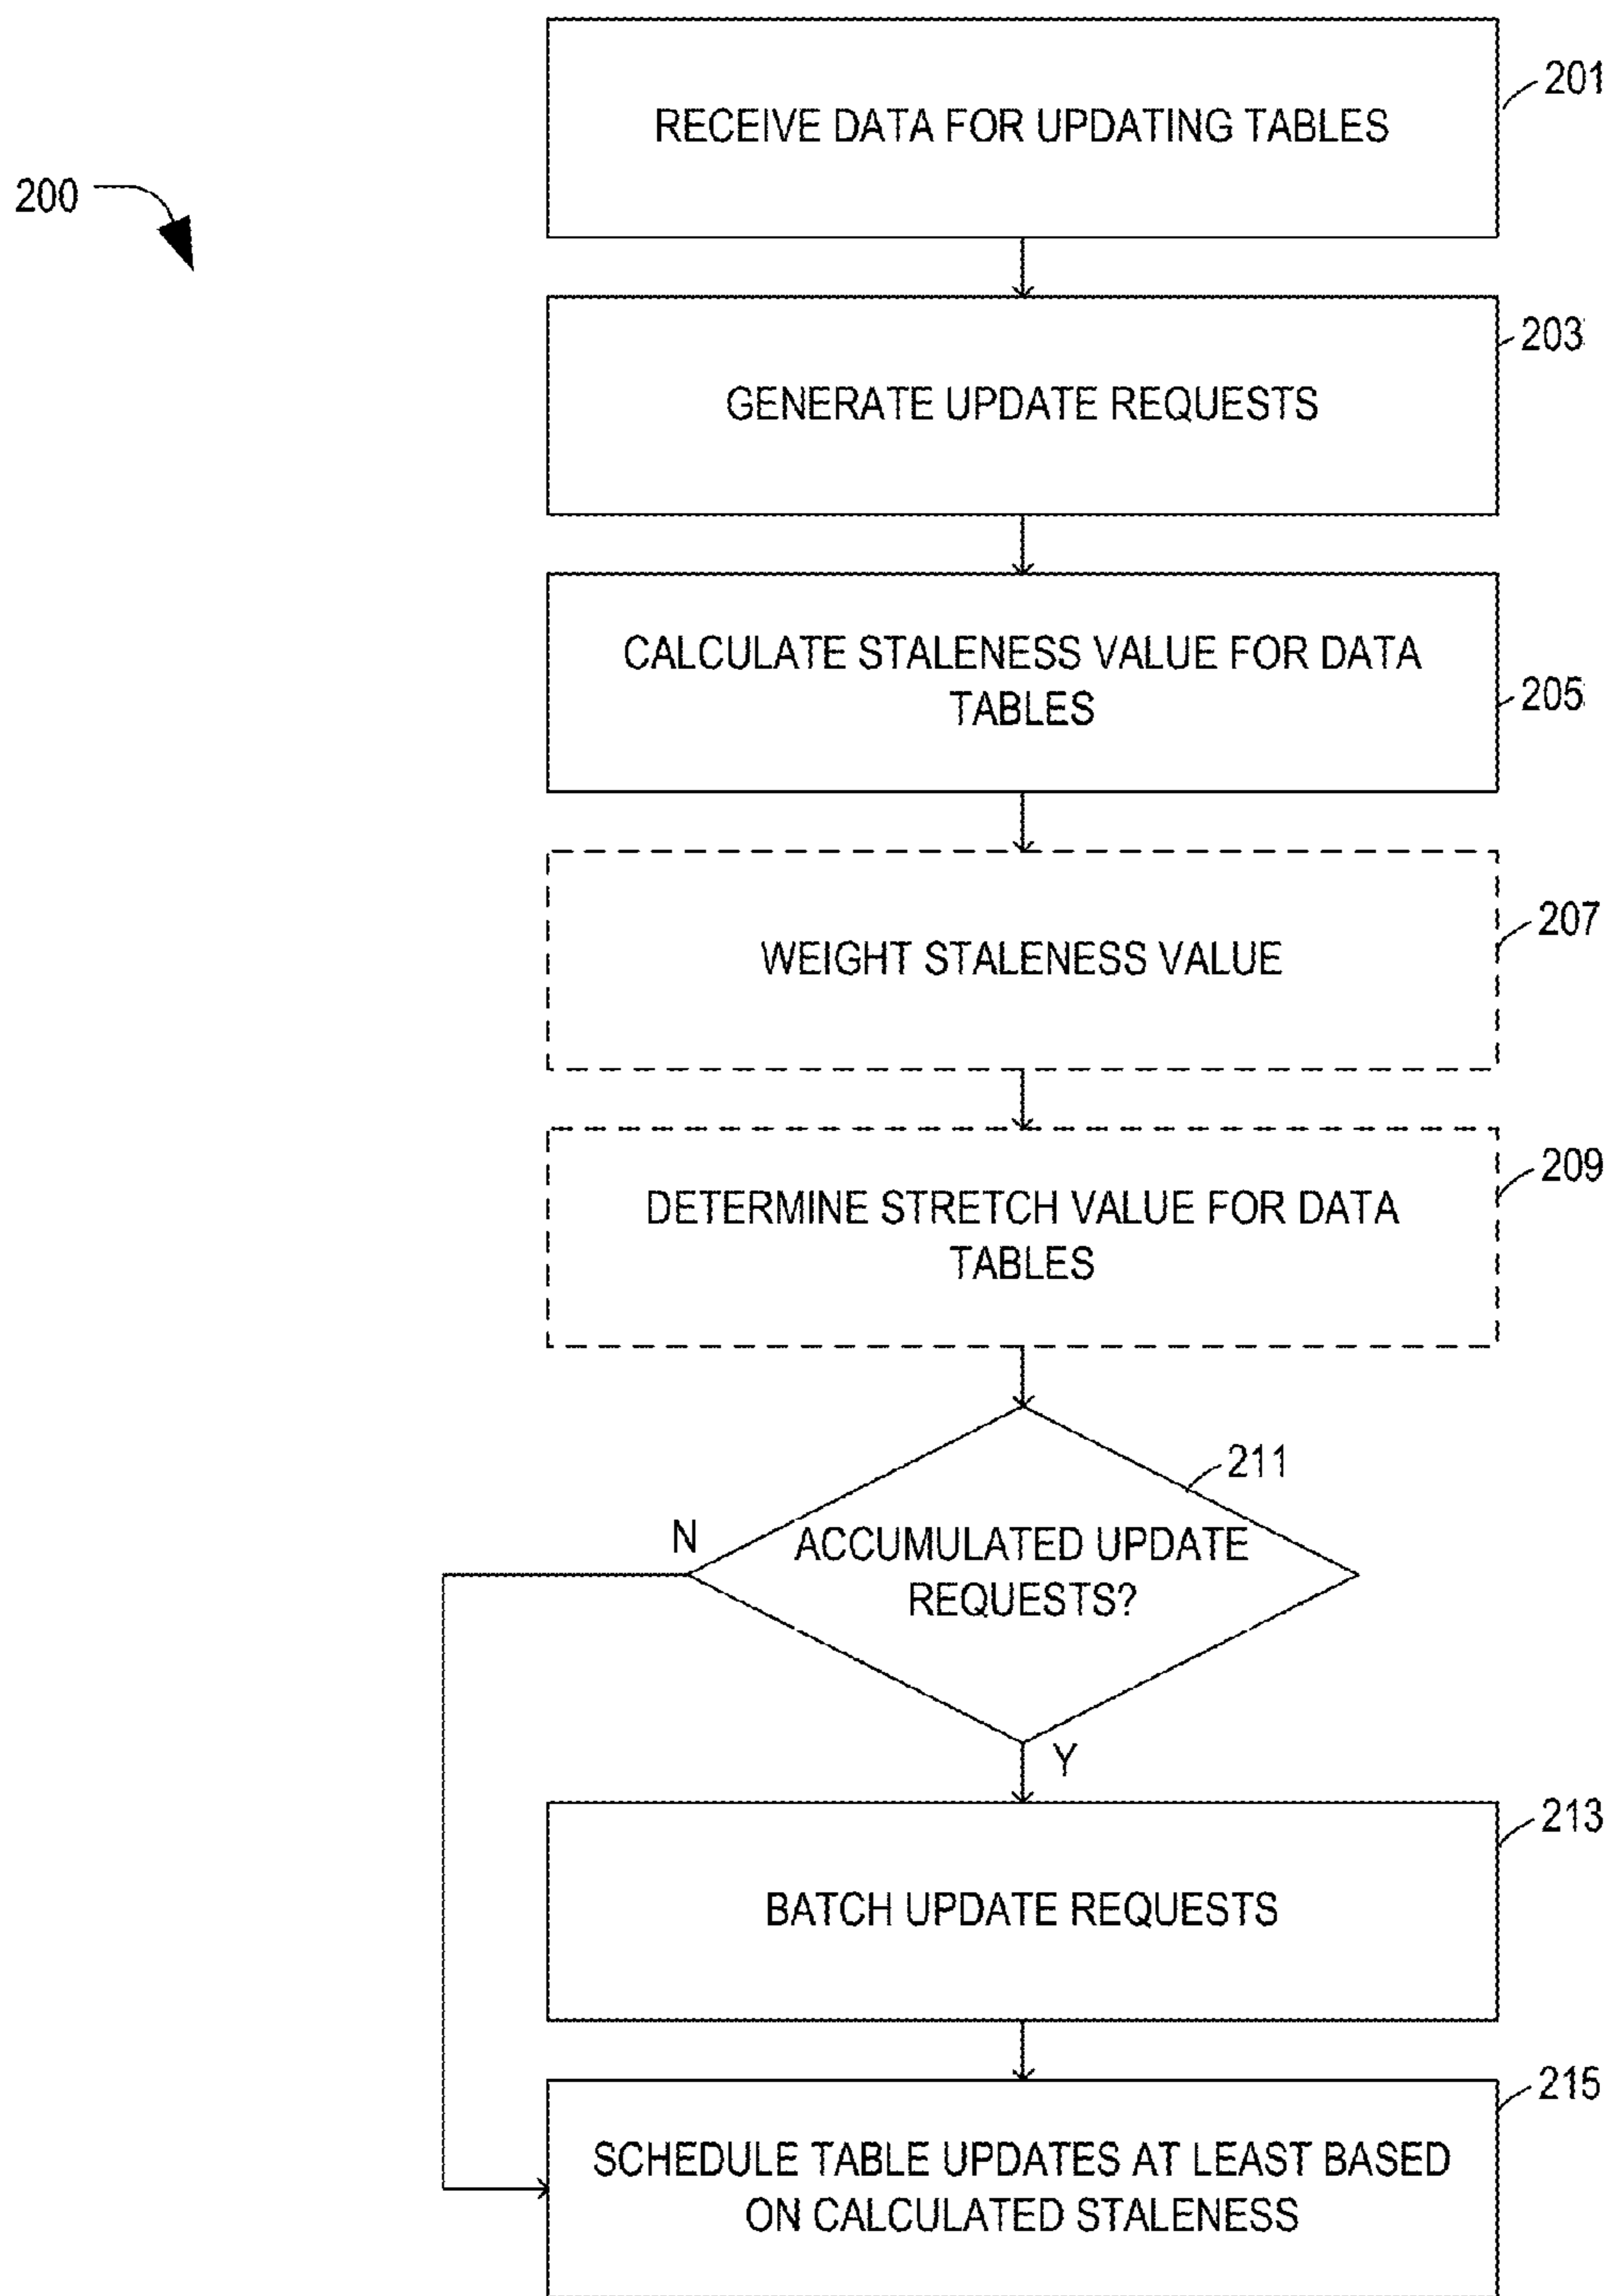 RECEIVE DATA FOR UPDATING TABLES
201
200
GENERATE UPDATE REQUESTS
203
CALCULATE STALENESS VALUE FOR DATA
TABLES
205
WEIGHT STALENESS VALUE
207
DETERMINE STRETCH VALUE FOR DATA
TABLES
209
211
N
ACCUMULATED UPDATE
REQUESTS?
Y
BATCH UPDATE REQUESTS
213
SCHEDULE TABLE UPDATES AT LEAST BASED
ON CALCULATED STALENESS
215